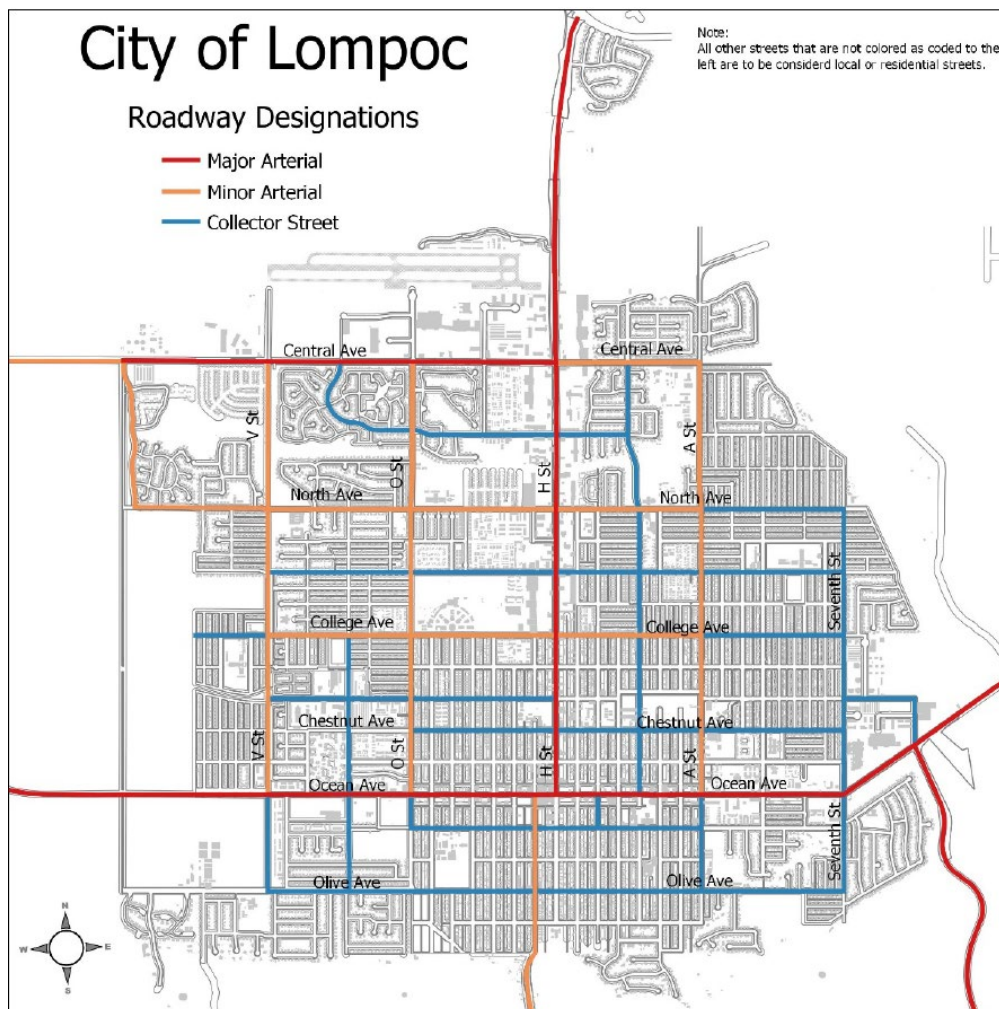 City of Lompoc
Note:
All other streets that are not colored as coded to the
left are to be considerd local or residential streets.
Roadway Designations
Major Arterial
Minor Arterial
Collector Street
Central Ave
Central Ave
V St
O St
H St
A St
North Ave
North Ave
Seventh St
College Ave
College Ave
Chestnut Ave
Chestnut Ave
V St
O St
H St
A St
Ocean Ave
Ocean Ave
Seventh St
Olive Ave
Olive Ave
N
W
E
S